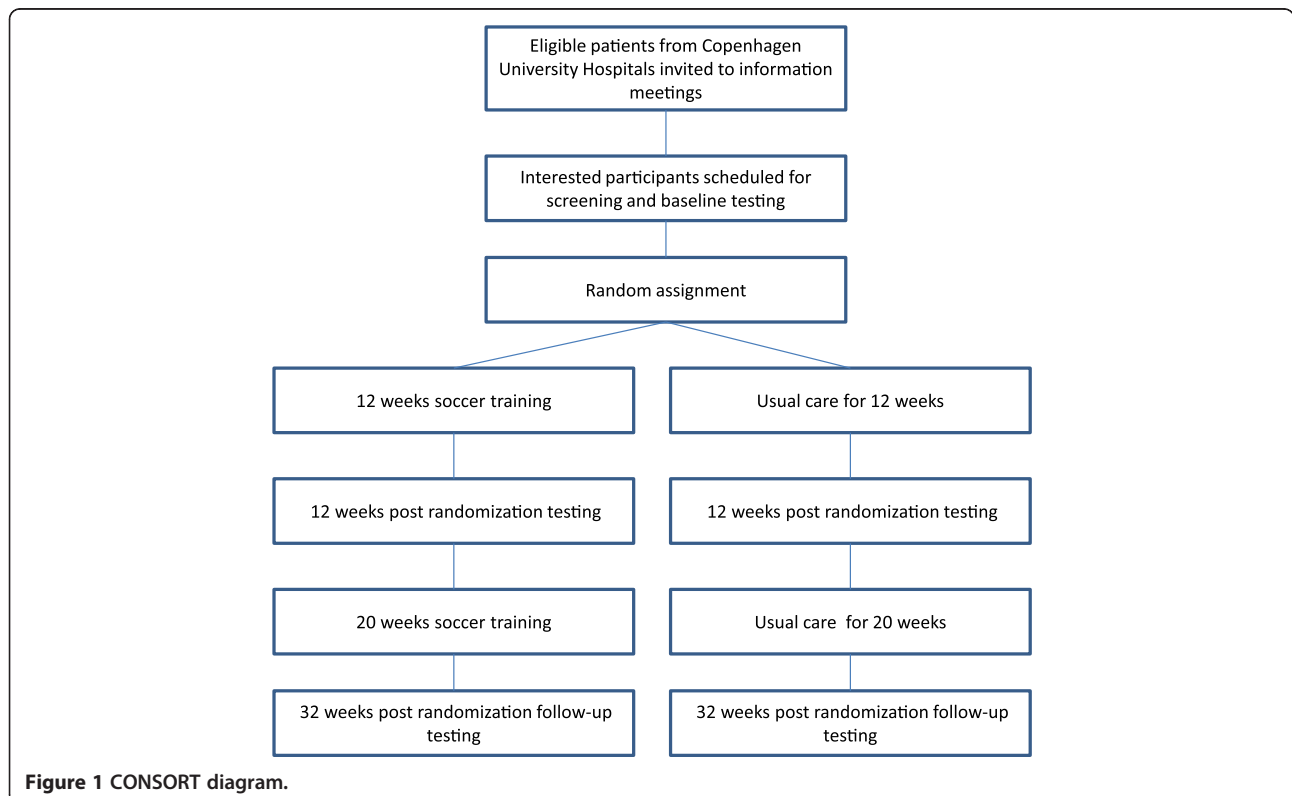 Eligible patients from Copenhagen
University Hospitals invited to information
meetings
Interested participants scheduled for
screening and baseline testing
Random assignment
12 weeks soccer training
Usual care for 12 weeks
12 weeks post randomization testing
12 weeks post randomization testing
20 weeks soccer training
Usual care  for 20 weeks
32 weeks post randomization follow-up
testing
32 weeks post randomization follow-up
testing
Figure 1 CONSORT diagram.